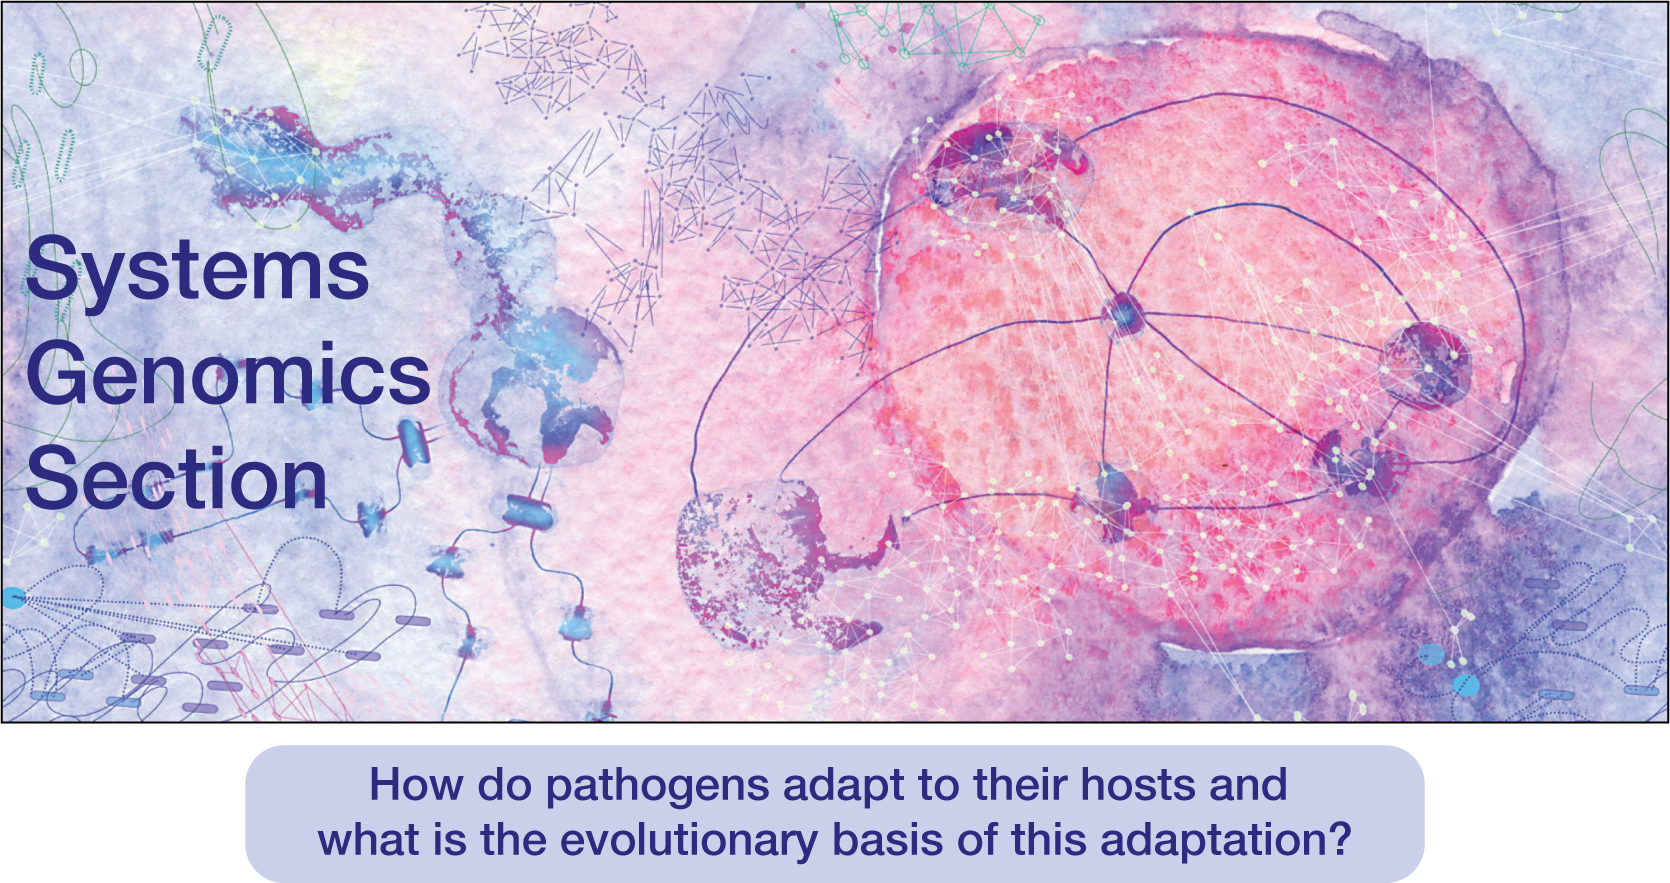 Systems
Genomics
Section
How do pathogens adapt to their hosts and
what is the evolutionary basis of this adaptation?